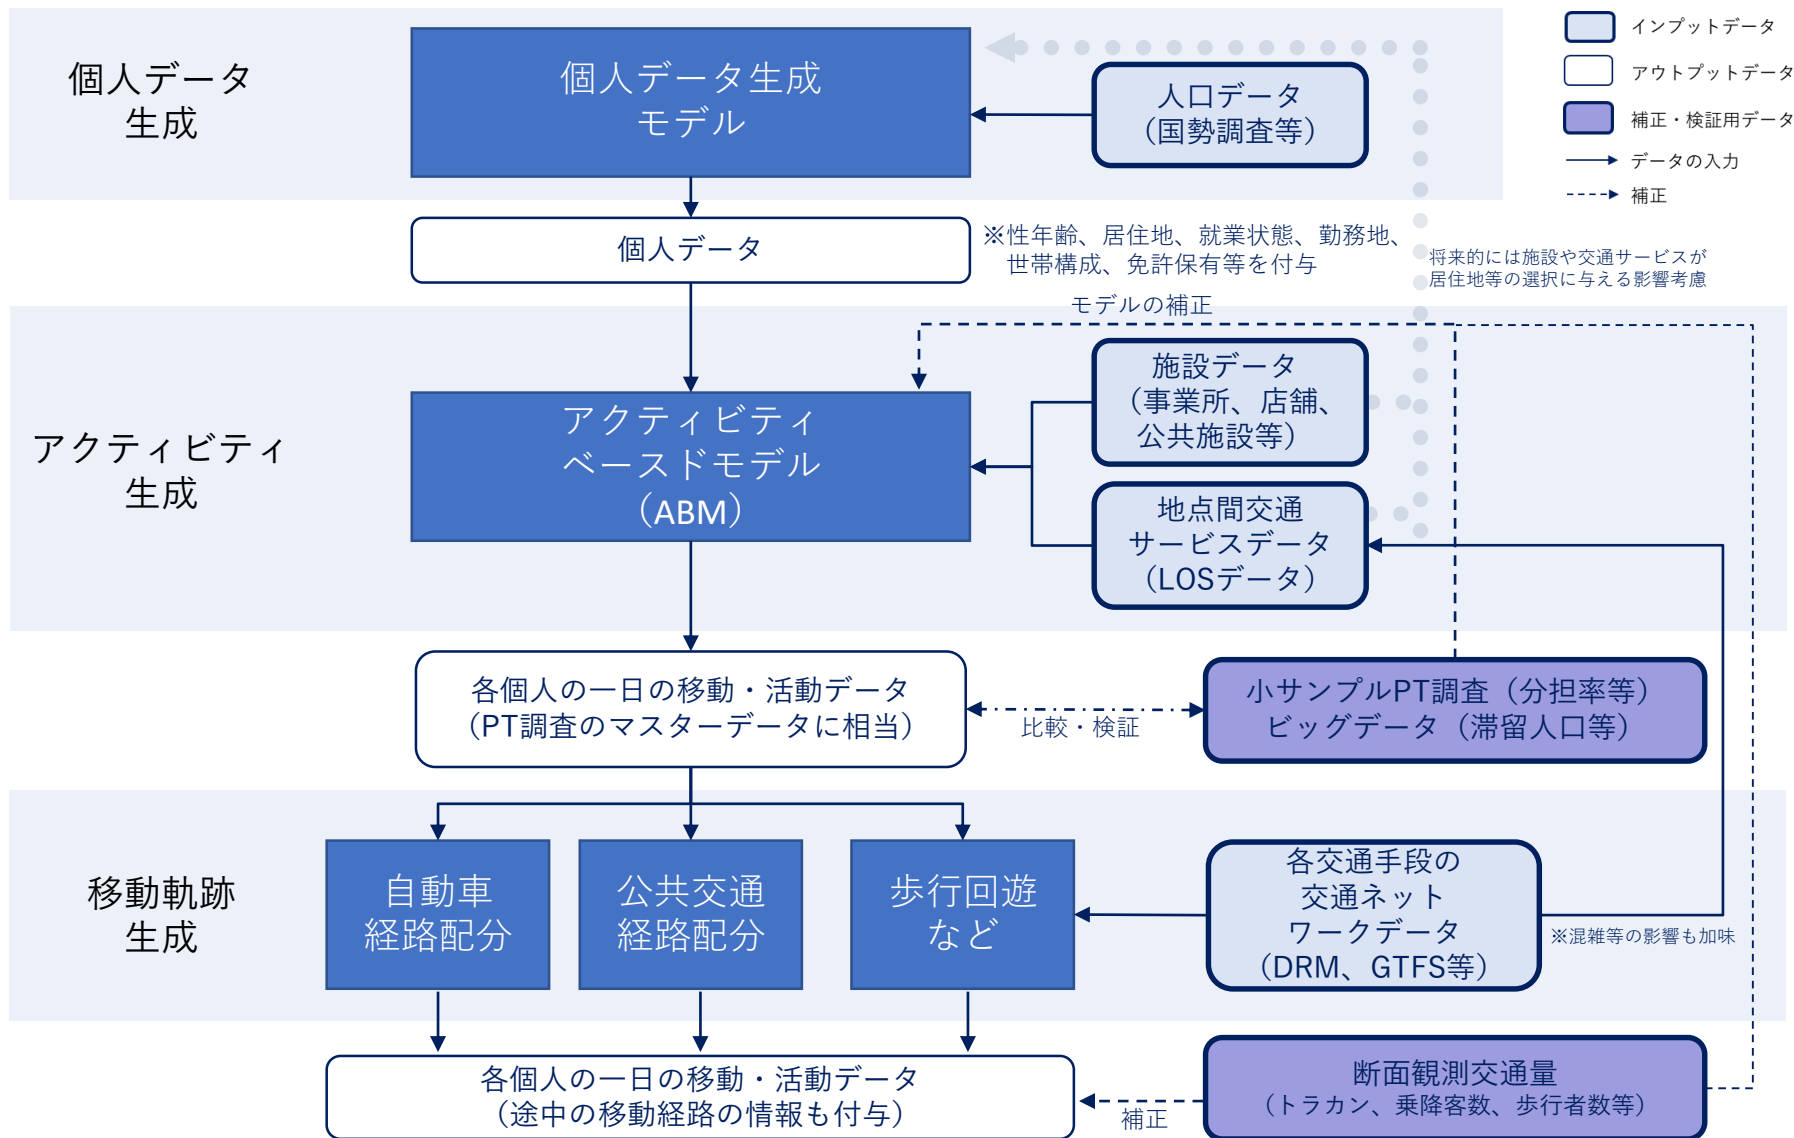 個人データ
生成
個人データ生成
モデル
人口データ
（国勢調査等）
インプットデータ
アウトプットデータ
補正・検証用データ
データの入力
補正
個人データ
※性年齢、居住地、就業状態、勤務地、
世帯構成、免許保有等を付与
将来的には施設や交通サービスが
居住地等の選択に与える影響考慮
モデルの補正
アクティビティ
生成
アクティビティ
ベースドモデル
（ABM）
施設データ
（事業所、店舗、
公共施設等）
地点間交通
サービスデータ
（LOSデータ）
各個人の一日の移動・活動データ
（PT調査のマスターデータに相当）
比較・検証
小サンプルPT調査（分担率等）
ビッグデータ（滞留人口等）
移動軌跡
生成
自動車
経路配分
公共交通
経路配分
歩行回遊
など
各交通手段の
交通ネット
ワークデータ
（DRM、GTFS等）
※混雑等の影響も加味
各個人の一日の移動・活動データ
（途中の移動経路の情報も付与）
補正
断面観測交通量
（トラカン、乗降客数、歩行者数等）